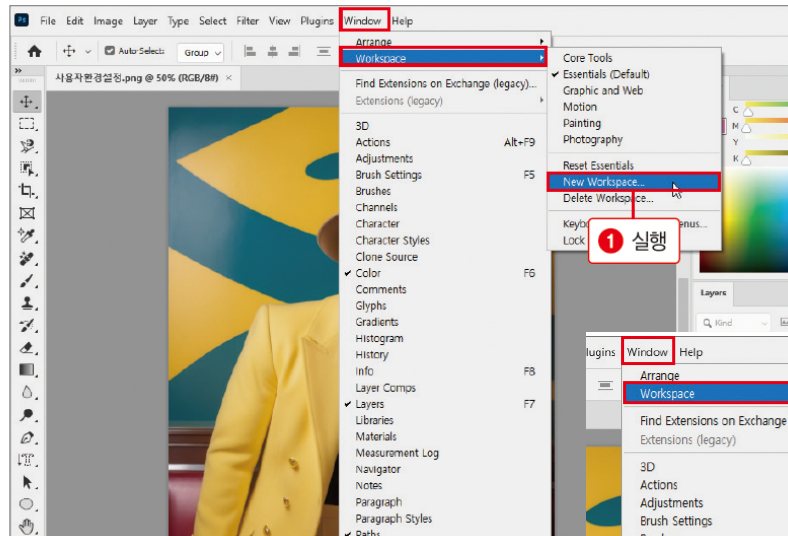 Ps File Edit Image Layer Type Select Filter View Plugins Window Help
Auto-Select: Group
사용자환경설정.png @ 50% (RGB/8#) ×
Arrange
Workspace
Find Extensions on Exchange (legacy)...
Extensions (legacy)
3D
Actions Alt+F9
Adjustments
Brush Settings F5
Brushes
Channels
Character
Character Styles
Clone Source
Color F6
Comments
Glyphs
Gradients
Histogram
History
Info F8
Layer Comps
Layers F7
Libraries
Materials
Measurement Log
Navigator
Notes
Paragraph
Paragraph Styles
Paths
Core Tools
Essentials (Default)
Graphic and Web
Motion
Painting
Photography
Reset Essentials
New Workspace...
Delete Workspace...
Lock
1 실행
C
M
Y
K
Layers
Kind
Window Help
Arrange
Workspace
Find Extensions on Exchange
Extensions (legacy)
3D
Actions
Adjustments
Brush Settings